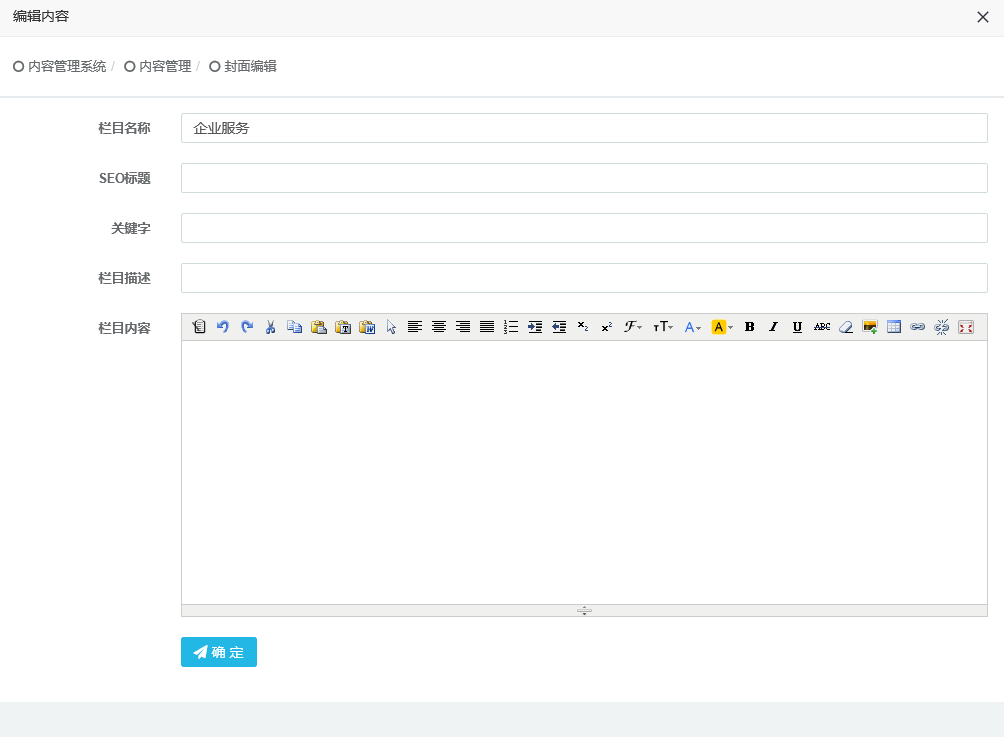 编辑内容
内容管理系统 / 内容管理 / 封面编辑
栏目名称 企业服务
SEO标题
关键字
栏目描述
栏目内容
确 定